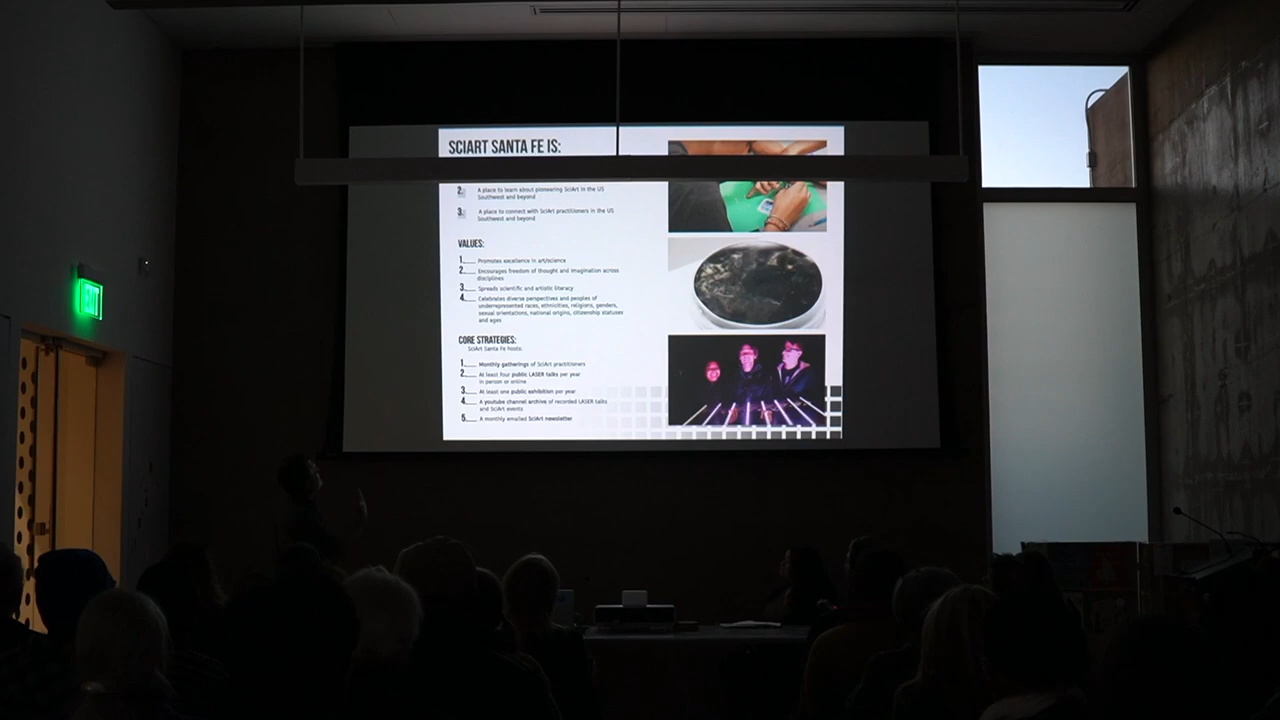 SCIART SANTA FE IS:
2. A place to learn about pioneering SciArt in the US
Southwest and beyond
3. A place to connect with SciArt practitioners in the US
Southwest and beyond
VALUES:
1. Promotes excellence in art/science
2. Encourages freedom of thought and imagination across
disciplines
3. Spreads scientific and artistic literacy
4. Celebrates diverse perspectives and peoples of
underrepresented races, ethnicities, religions, genders,
sexual orientations, national origins, citizenship statuses
and ages
CORE STRATEGIES:
SciArt Santa Fe hosts:
1. Monthly gatherings of SciArt practitioners
2. At least four public LASER talks per year
in person or online
3. At least one public exhibition per year
4. A youtube channel archive of recorded LASER talks
and SciArt events
5. A monthly emailed SciArt newsletter
EXIT